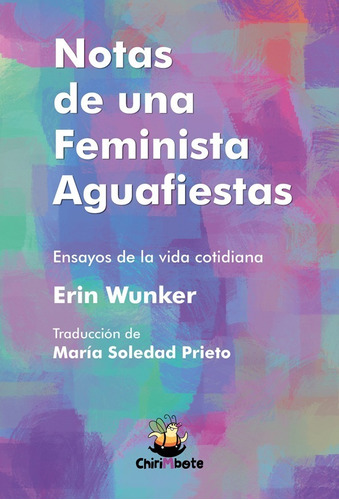 Notas
de una
Feminista
Aguafiestas
Ensayos de la vida cotidiana
Erin Wunker
Traducción de
María Soledad Prieto
ChiriMbote